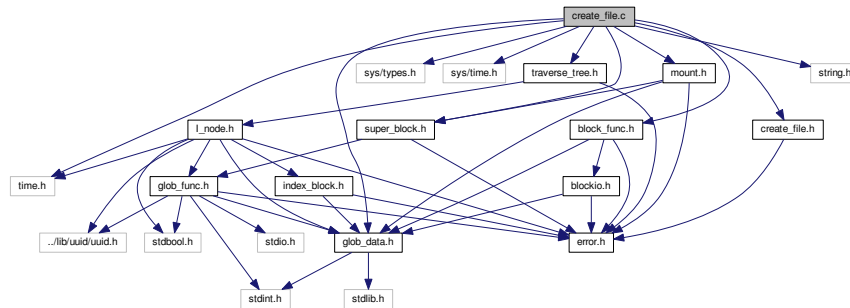 create_file.c
sys/types.h
sys/time.h
traverse_tree.h
mount.h
string.h
I_node.h
super_block.h
block_func.h
create_file.h
time.h
glob_func.h
index_block.h
blockio.h
../lib/uuid/uuid.h
stdbool.h
stdio.h
glob_data.h
error.h
stdint.h
stdlib.h